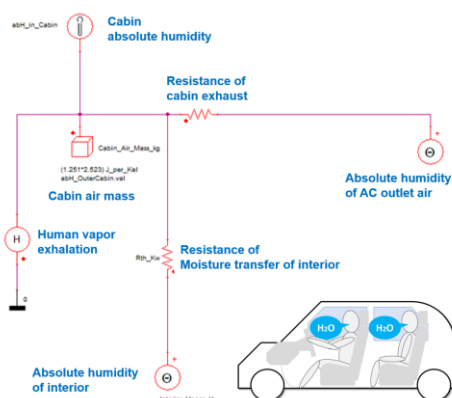 abH_in_Cabin
Cabin
absolute humidity
Resistance of
cabin exhaust
Cabin_Air_Mass_kg
(1.251*2.523) J_per_Kel
abH_OuterCabin.val
Cabin air mass
Θ
Absolute humidity
of AC outlet air
H
Human vapor
exhalation
Resistance of
Moisture transfer of interior
0
H2O
H2O
Absolute humidity
of interior
Θ